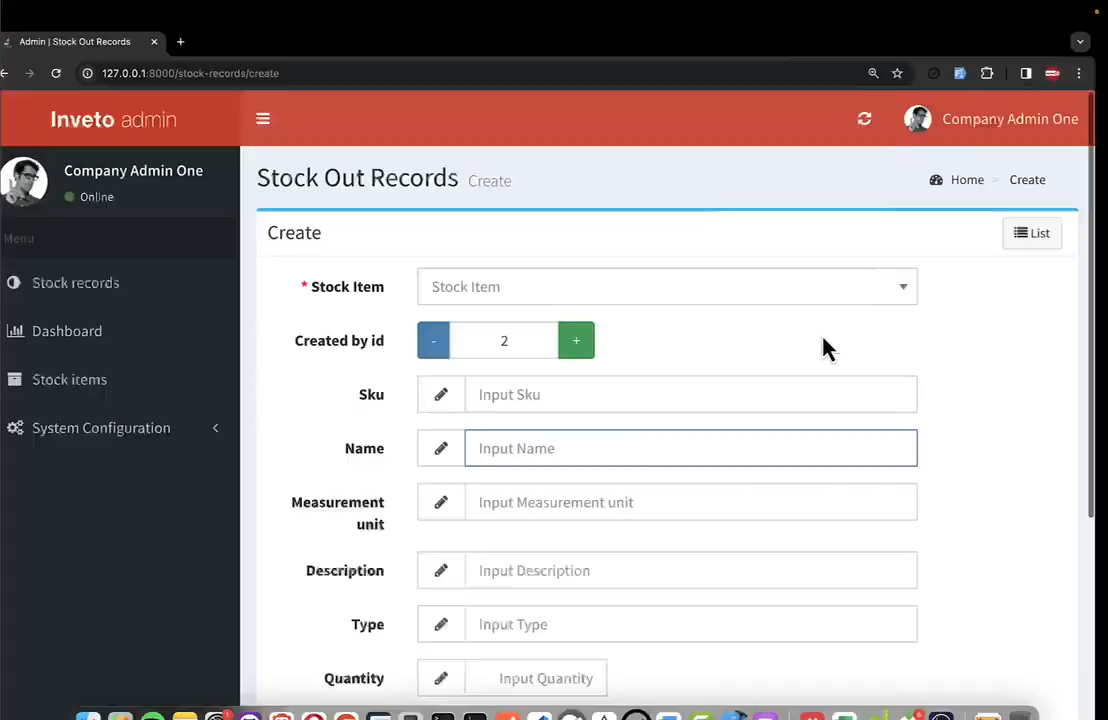 Admin | Stock Out Records
127.0.0.1:8000/stock-records/create
Inveto admin
Company Admin One
Company Admin One
Online
Menu
Stock records
Dashboard
Stock items
System Configuration
Stock Out Records Create
Home > Create
Create
List
* Stock Item
Stock Item
Created by id
- 2 +
Sku
Input Sku
Name
Input Name
Measurement
unit
Input Measurement unit
Description
Input Description
Type
Input Type
Quantity
Input Quantity